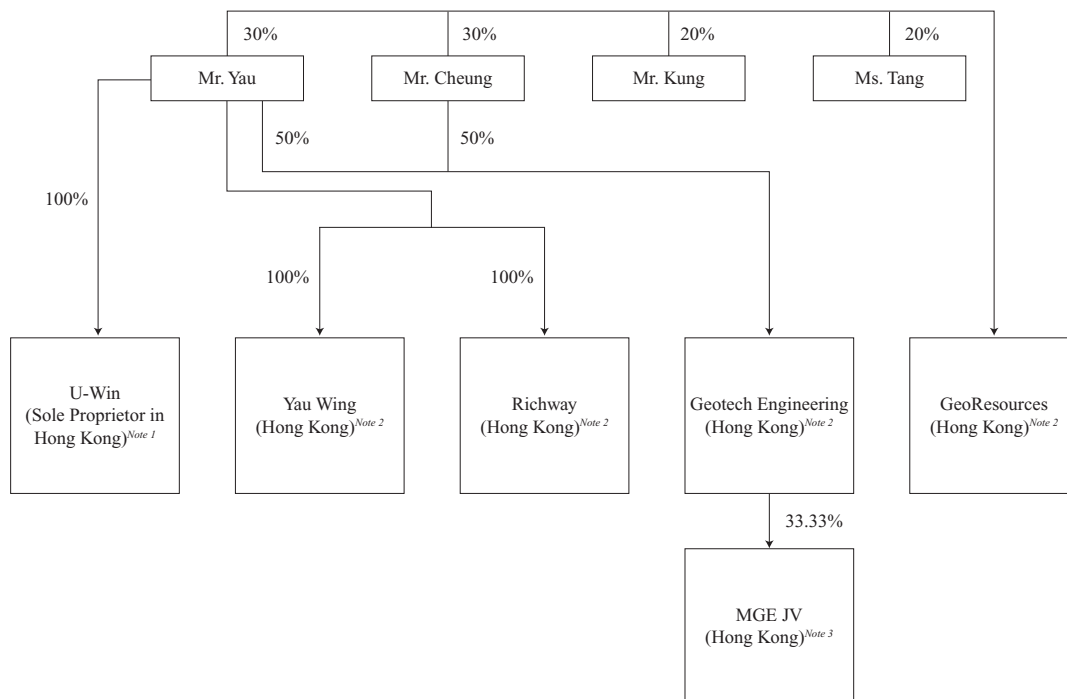 30%
30%
20%
20%
Mr. Yau
Mr. Cheung
Mr. Kung
Ms. Tang
50%
50%
100%
100%
100%
U-Win
(Sole Proprietor in
Hong Kong)Note 1
Yau Wing
(Hong Kong)Note 2
Richway
(Hong Kong)Note 2
Geotech Engineering
(Hong Kong)Note 2
GeoResources
(Hong Kong)Note 2
33.33%
MGE JV
(Hong Kong)Note 3